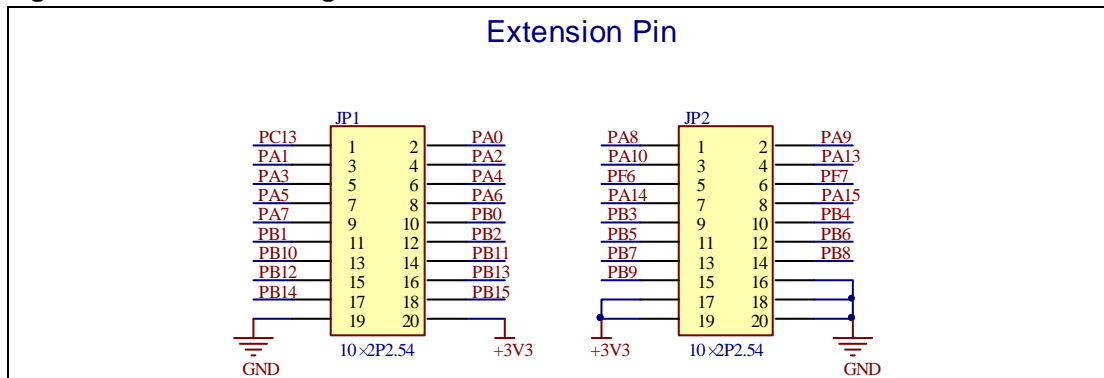 Extension Pin
JP1 JP2
PC13 1 2 PA0 PA8 1 2 PA9
PA1 3 4 PA2 PA10 3 4 PA13
PA3 5 6 PA4 PF6 5 6 PF7
PA5 7 8 PA6 PA14 7 8 PA15
PA7 9 10 PB0 PB3 9 10 PB4
PB1 11 12 PB2 PB5 11 12 PB6
PB10 13 14 PB11 PB7 13 14 PB8
PB12 15 16 PB13 PB9 15 16
PB14 17 18 PB15 17 18
19 20 19 20
GND 10×2P2.54 +3V3 +3V3 10×2P2.54 GND